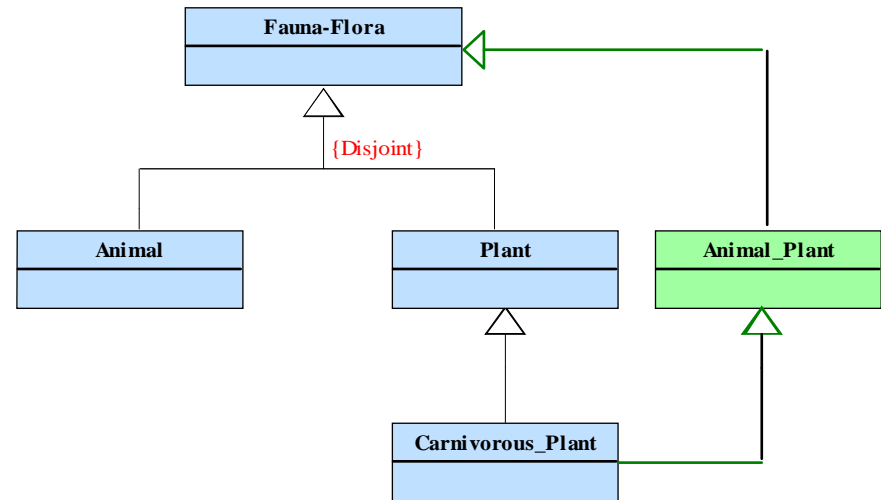 Fauna-Flora
{Disjoint}
Animal
Plant
Animal_Plant
Carnivorous_Plant